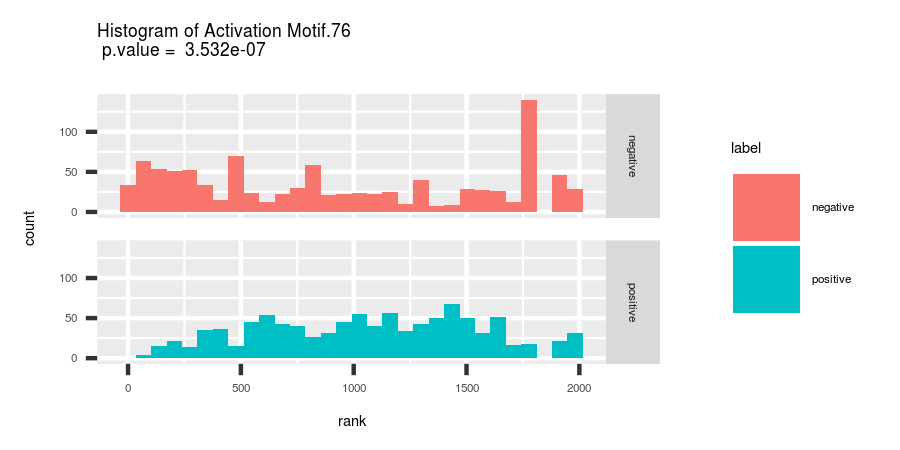 Histogram of Activation Motif.76
p.value = 3.532e-07
100
50
0
negative
100
50
0
positive
0 500 1000 1500 2000
rank
count
label
negative
positive